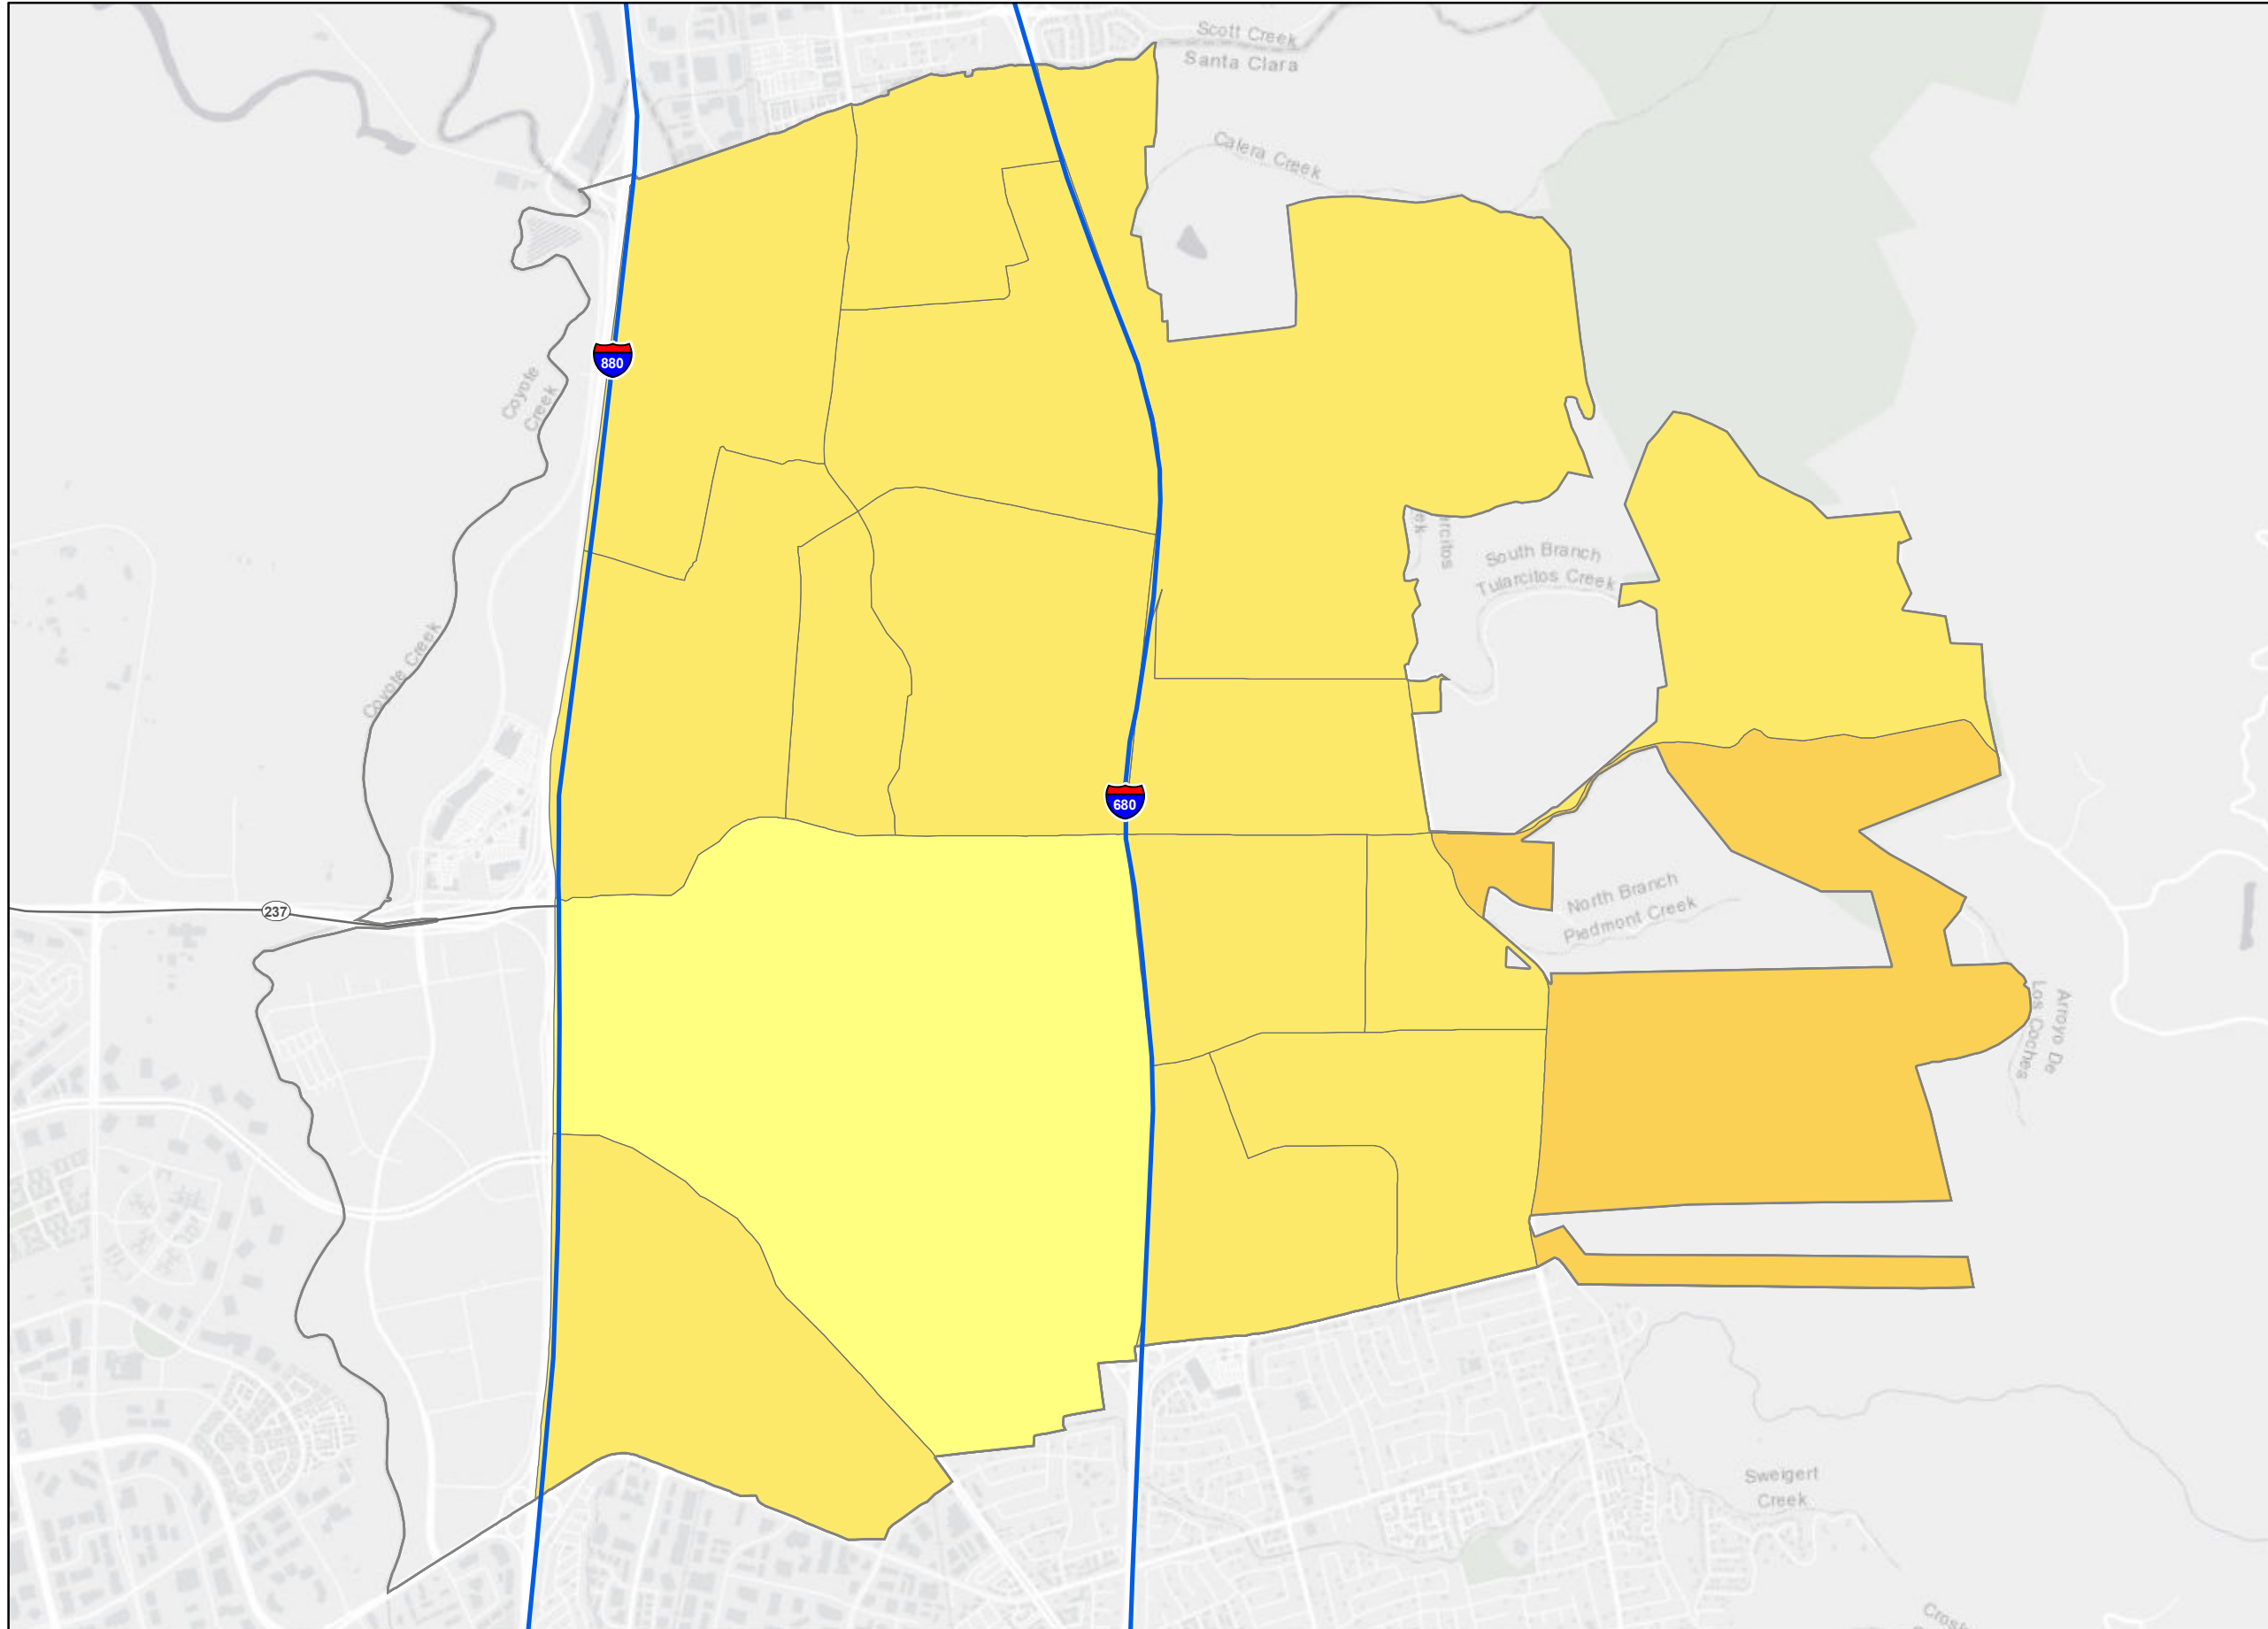 Scott Creek
Santa Clara
Calera Creek
880
Coyote
Creek
South Branch
Tularcitos Creek
Coyote Creek
680
237
North Branch
Piedmont Creek
Arroyo De
Los Coches
Sweigert
Creek